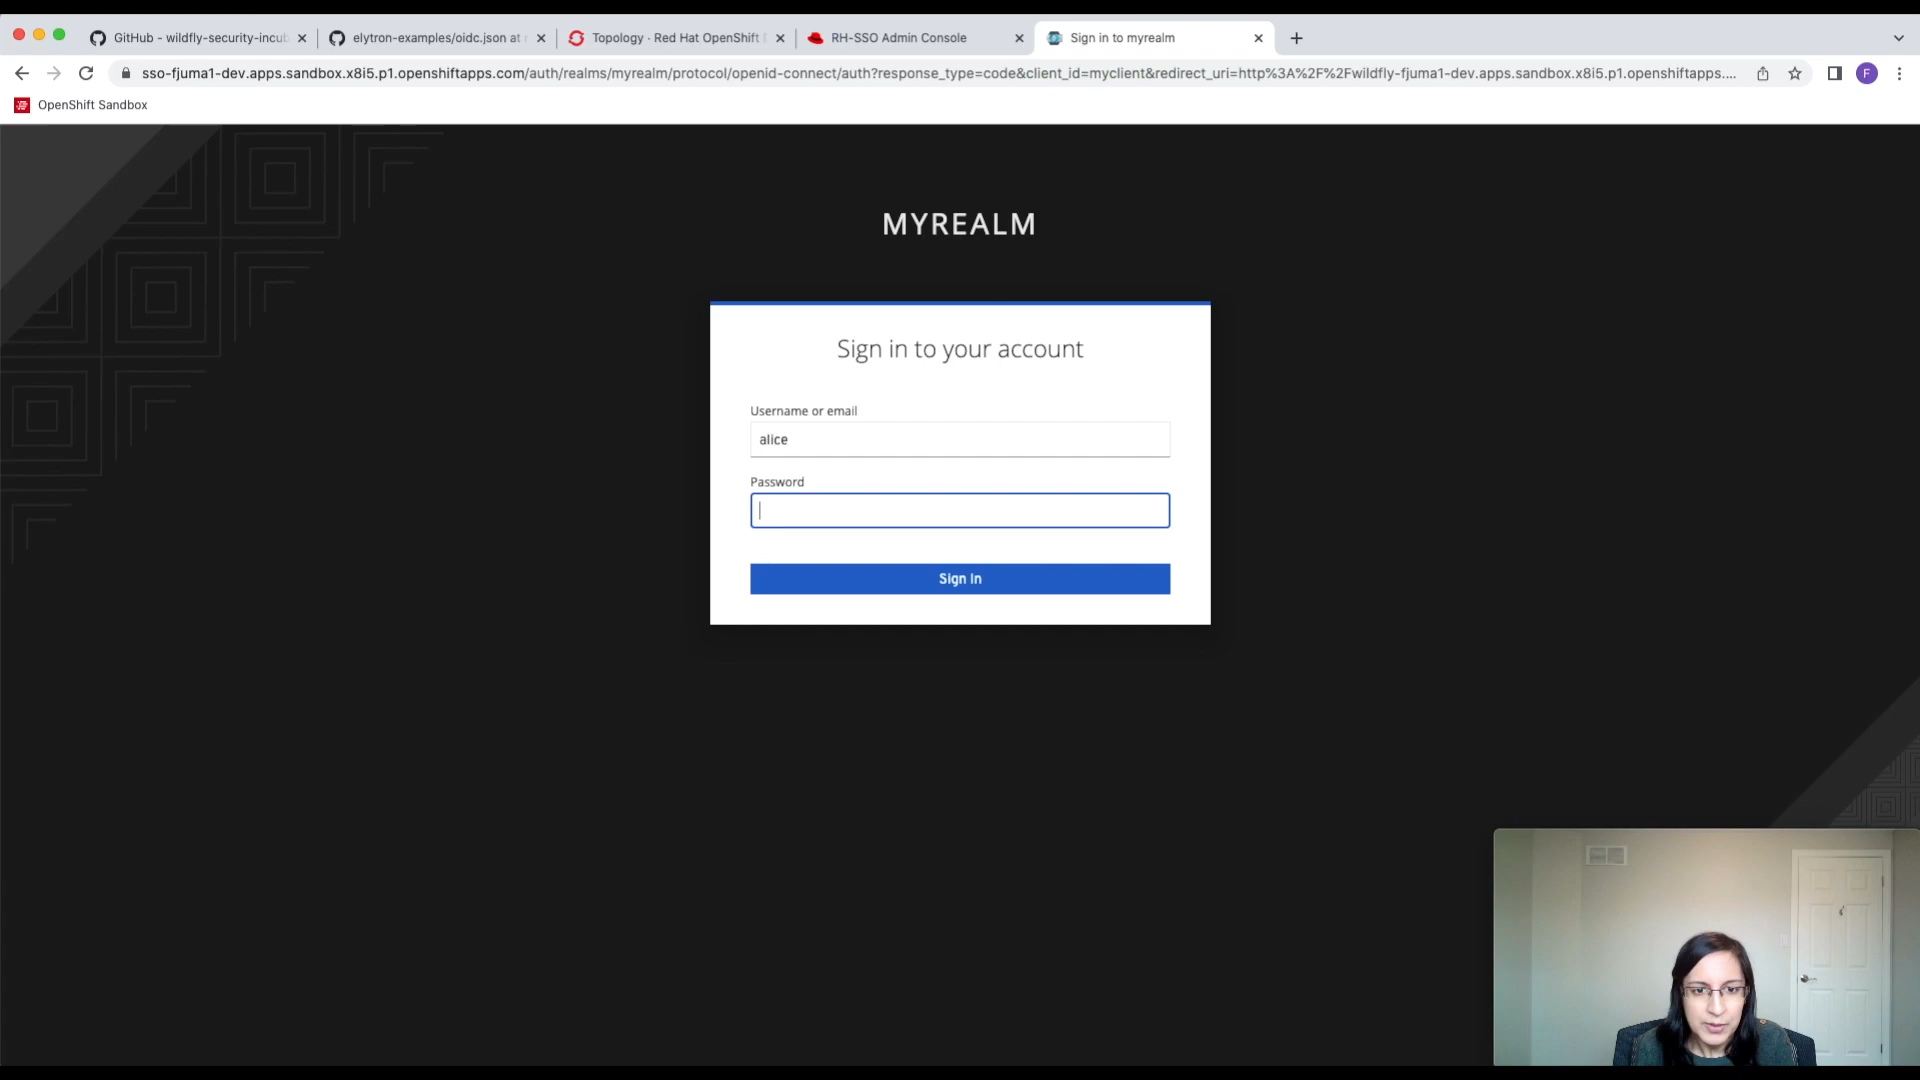 GitHub - wildfly-security-incub
elytron-examples/oidc.json at
Topology · Red Hat OpenShift
RH-SSO Admin Console
Sign in to myrealm
sso-fjuma1-dev.apps.sandbox.x8i5.p1.openshiftapps.com/auth/realms/myrealm/protocol/openid-connect/auth?response_type=code&client_id=myclient&redirect_uri=http%3A%2F%2Fwildfly-fjuma1-dev.apps.sandbox.x8i5.p1.openshiftapps....
F
OpenShift Sandbox
MYREALM
Sign in to your account
Username or email
alice
Password
Sign In